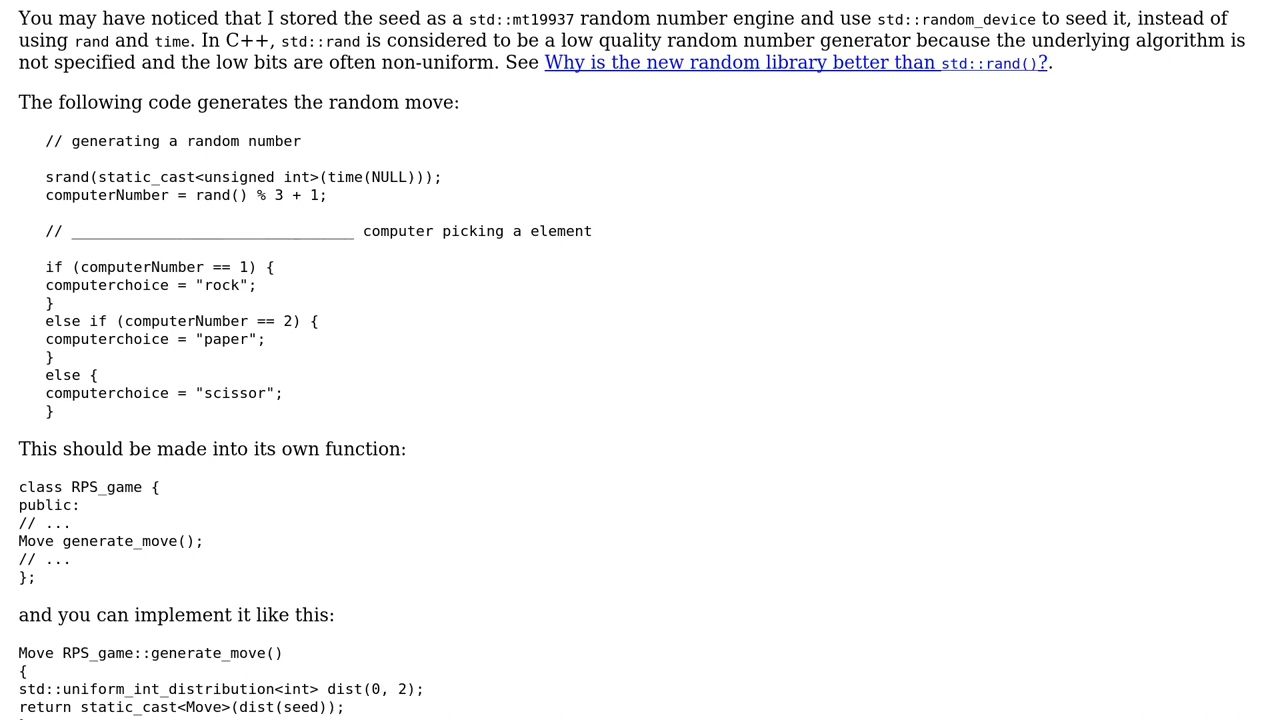 You may have noticed that I stored the seed as a std::mt19937 random number engine and use std::random_device to seed it, instead of
using rand and time. In C++, std::rand is considered to be a low quality random number generator because the underlying algorithm is
not specified and the low bits are often non-uniform. See Why is the new random library better than std::rand()?.
The following code generates the random move:
// generating a random number
srand(static_cast<unsigned int>(time(NULL)));
computerNumber = rand() % 3 + 1;
// ________________________________ computer picking a element
if (computerNumber == 1) {
computerchoice = "rock";
}
else if (computerNumber == 2) {
computerchoice = "paper";
}
else {
computerchoice = "scissor";
}
This should be made into its own function:
class RPS_game {
public:
// ...
Move generate_move();
// ...
};
and you can implement it like this:
Move RPS_game::generate_move()
{
std::uniform_int_distribution<int> dist(0, 2);
return static_cast<Move>(dist(seed));